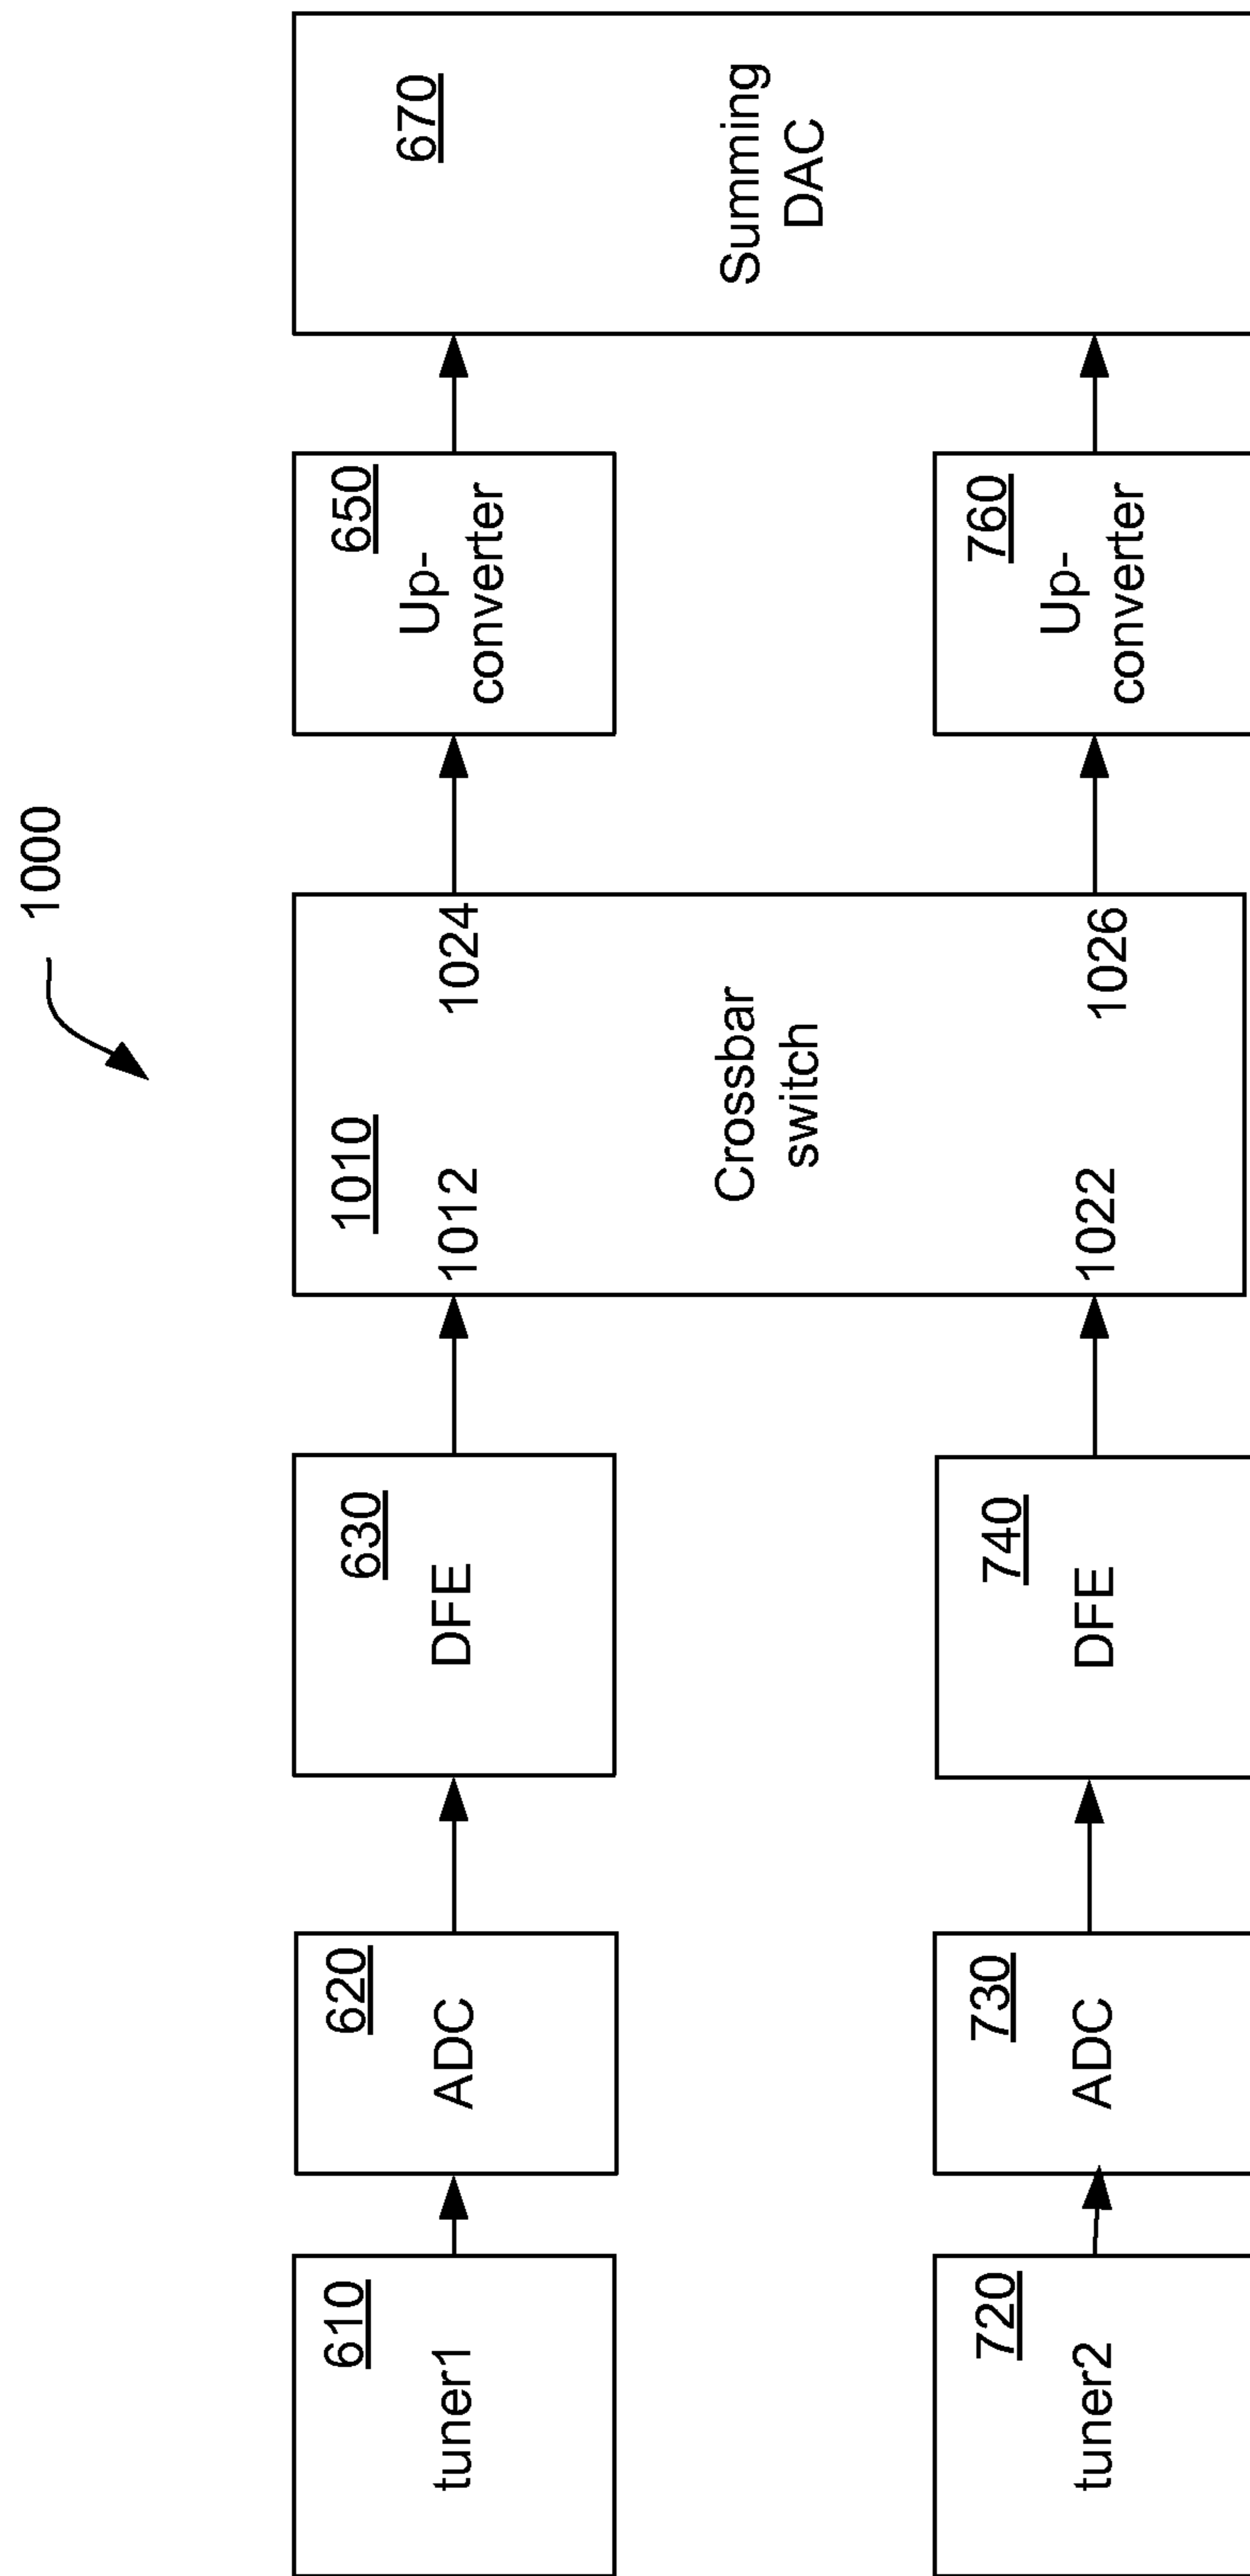 1000
610
tuner1
620
ADC
630
DFE
1010
1012
1024
Crossbar
switch
1022
1026
650
Up-
converter
670
Summing
DAC
720
tuner2
730
ADC
740
DFE
760
Up-
converter